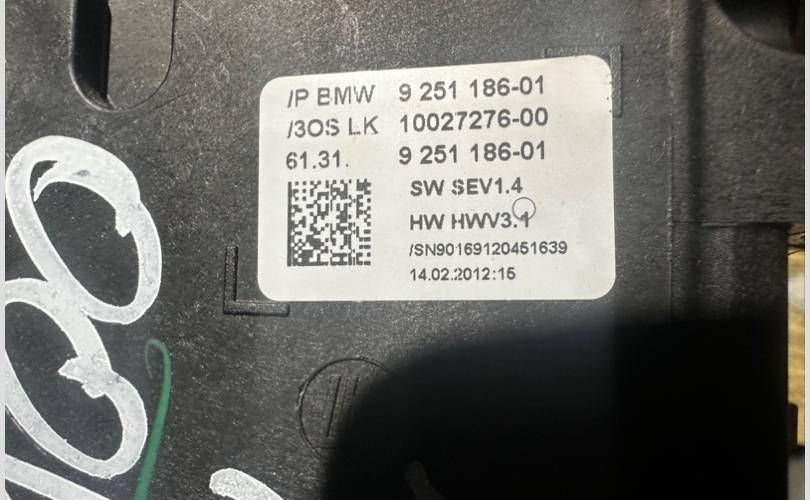 /P BMW 9 251 186-01
/3OS LK 10027276-00
61.31. 9 251 186-01
SW SEV1.4
HW HWV3.1
/SN90169120451639
14.02.2012:15